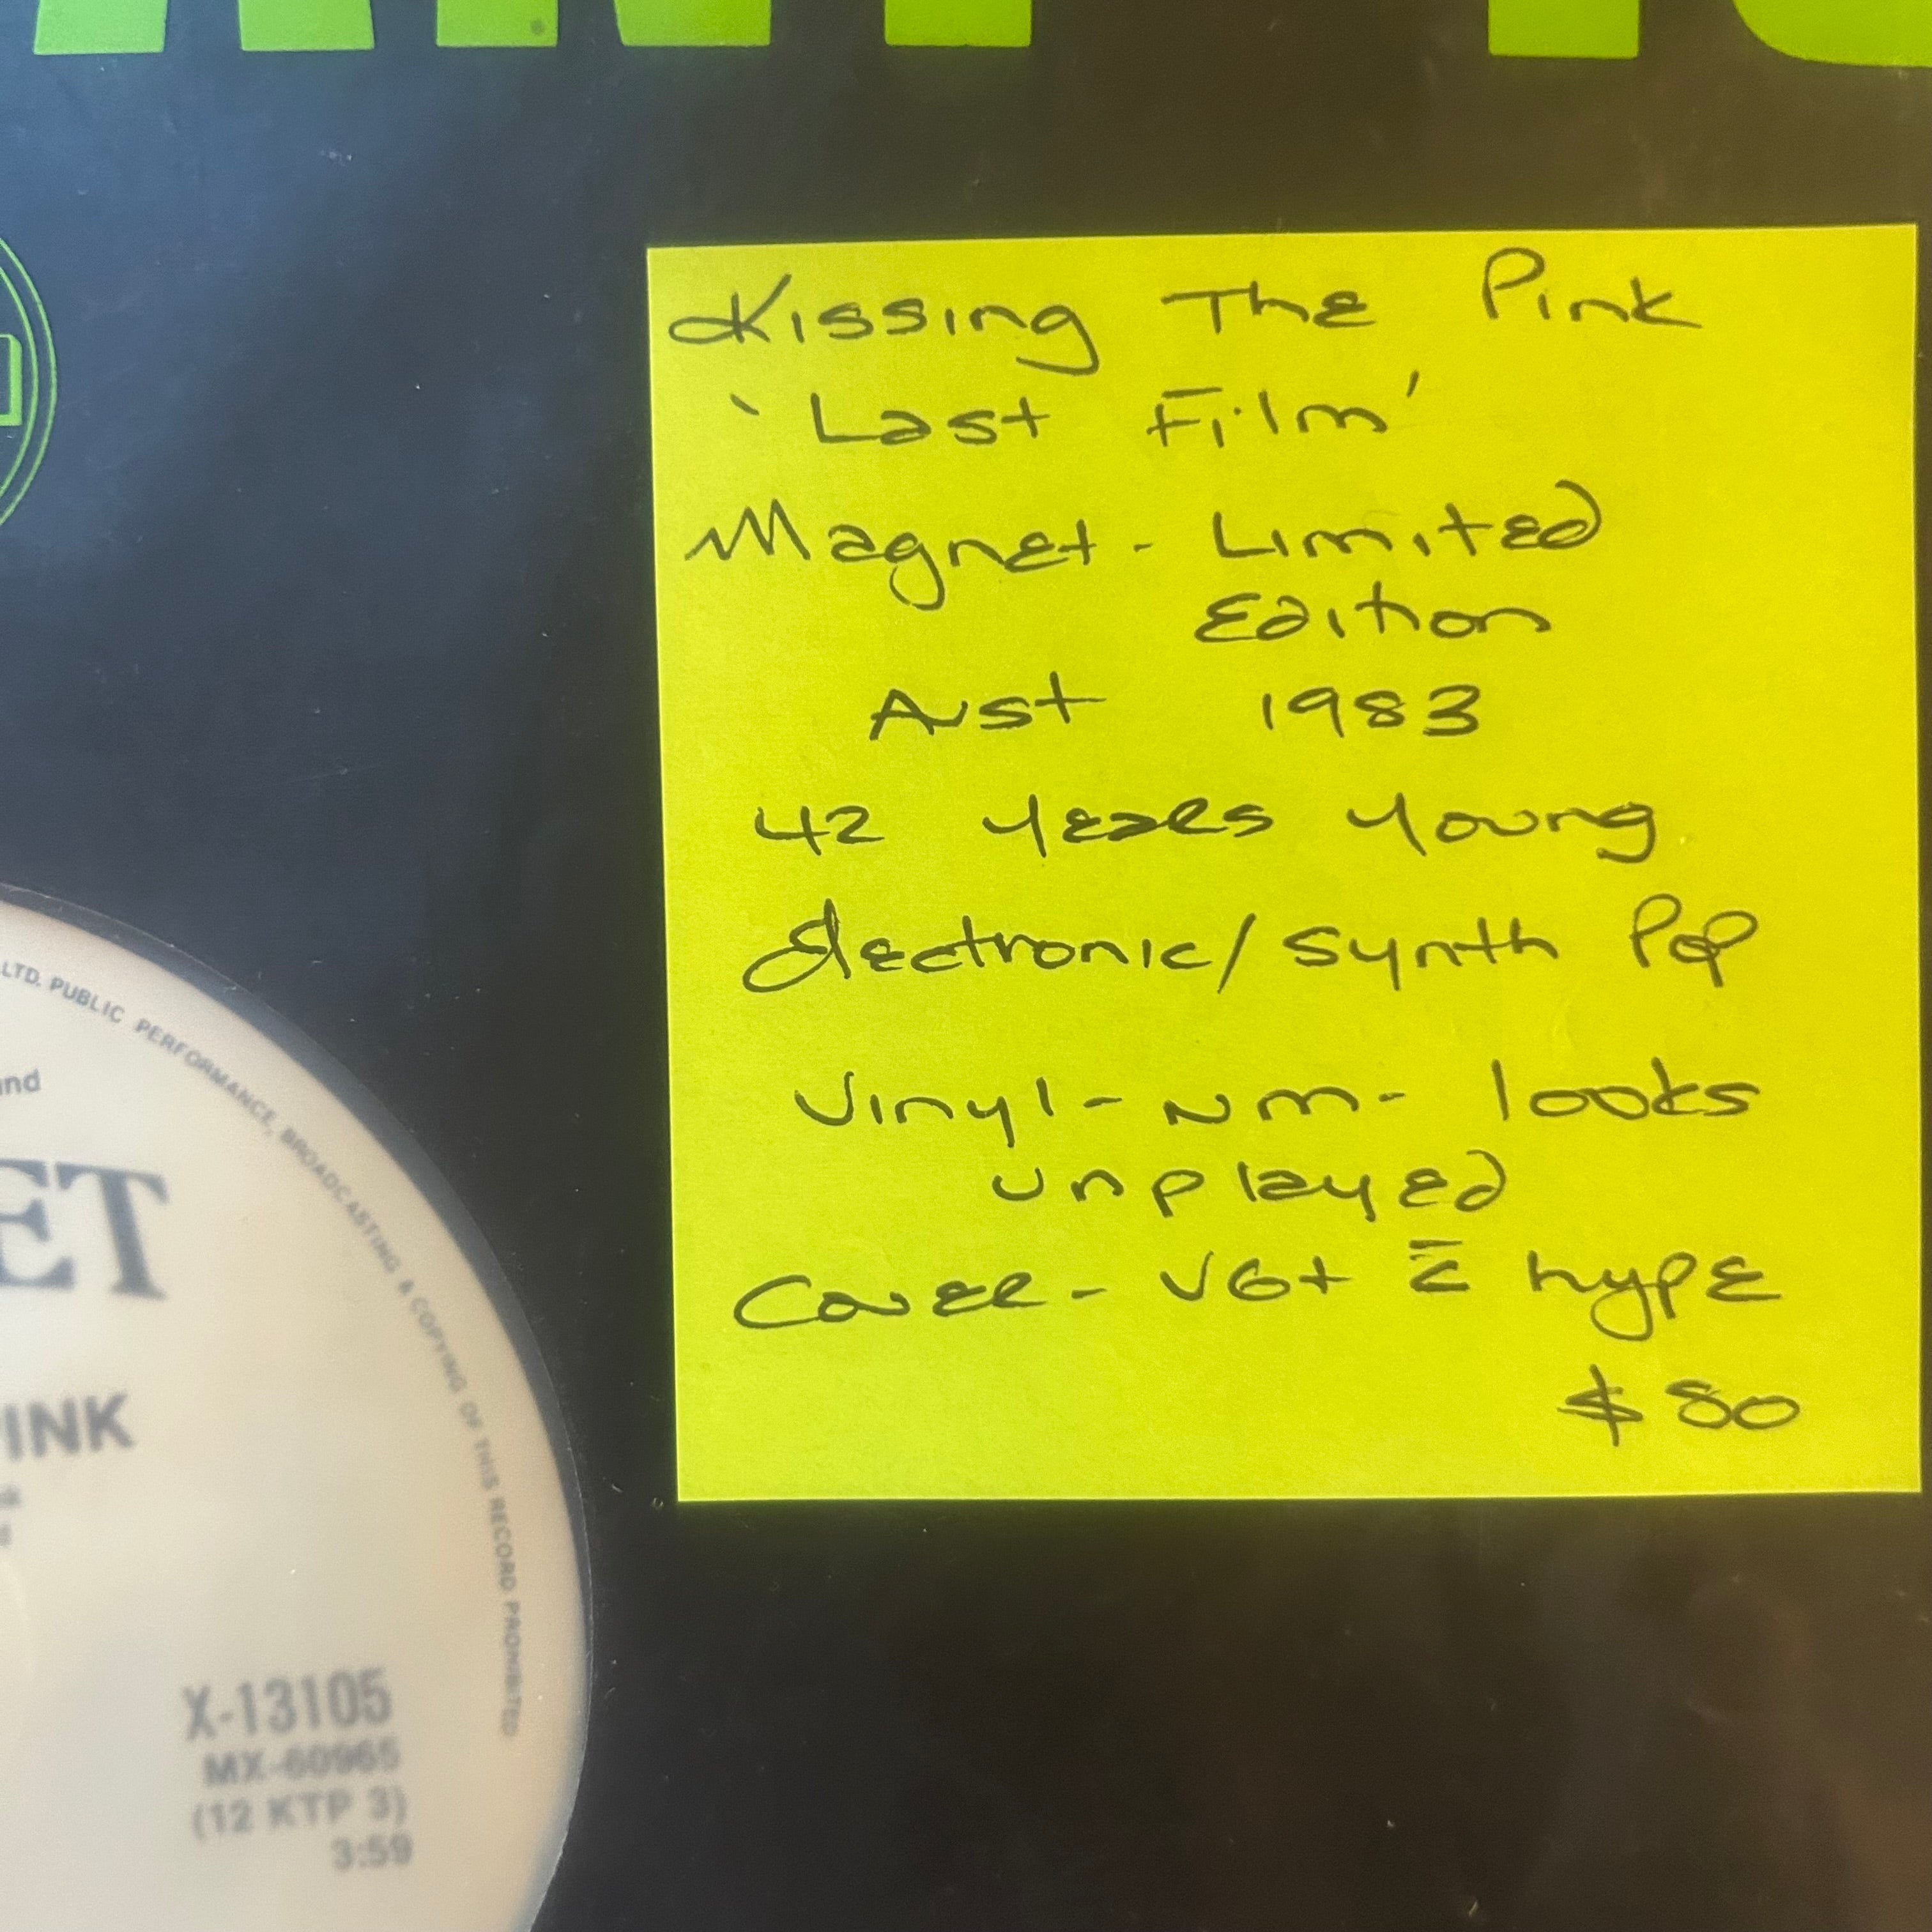 Kissing The Pink
'Last Film'
Magnet - Limited
Edition
Aust 1983
42 Years Young
Electronic/Synth Pop
Vinyl - NM - looks
unplayed
Cover - VG+ c̄ hype
$80
LTD. PUBLIC PERFORMANCE, BROADCASTING & COPYING OF THIS RECORD PROHIBITED
ET
INK
X-13105
MX-60965
(12 KTP 3)
3:59